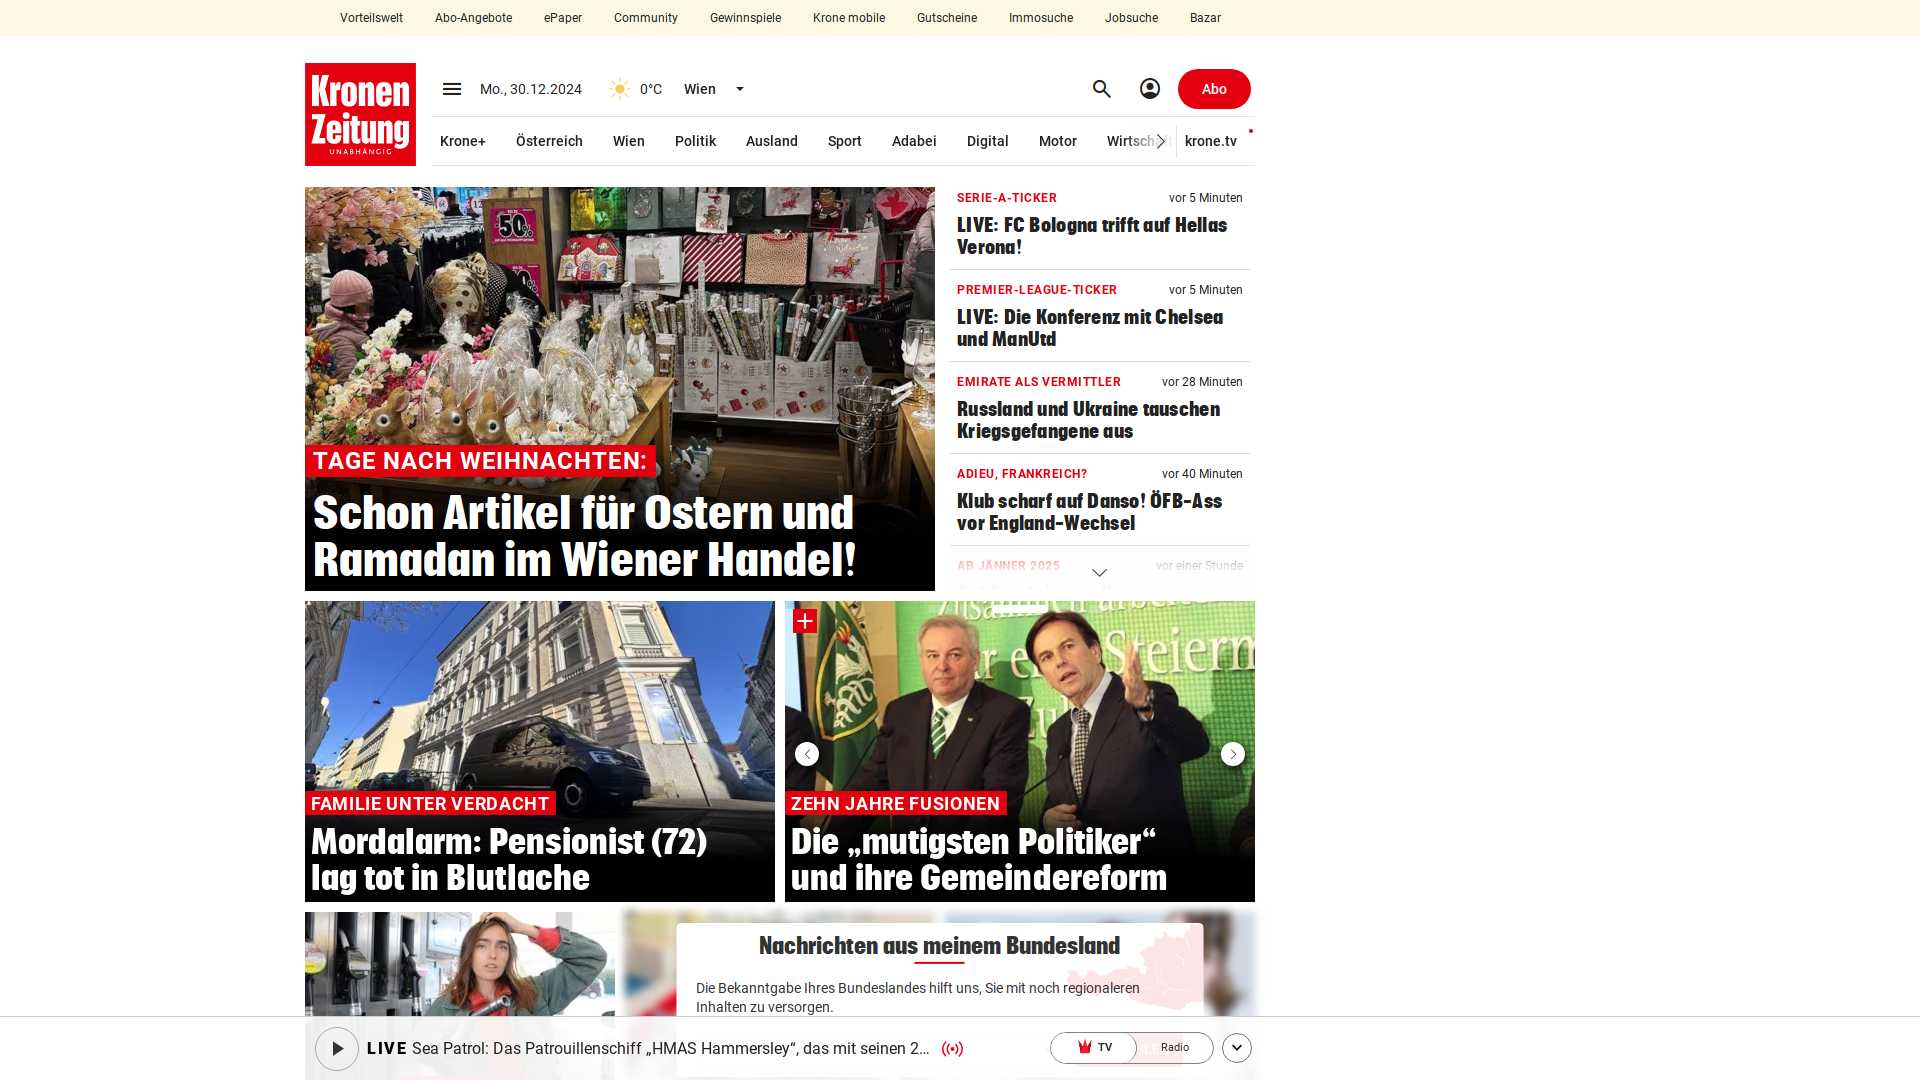 Vorteilswelt Abo-Angebote ePaper Community Gewinnspiele Krone mobile Gutscheine Immosuche Jobsuche Bazar
Kronen
Zeitung
UNABHÄNGIG
Mo., 30.12.2024 0°C Wien Abo
Krone+ Österreich Wien Politik Ausland Sport Adabei Digital Motor krone.tv
50%
TAGE NACH WEIHNACHTEN:
Schon Artikel für Ostern und
Ramadan im Wiener Handel!
SERIE-A-TICKER vor 5 Minuten
LIVE: FC Bologna trifft auf Hellas
Verona!
PREMIER-LEAGUE-TICKER vor 5 Minuten
LIVE: Die Konferenz mit Chelsea
und ManUtd
EMIRATE ALS VERMITTLER vor 28 Minuten
Russland und Ukraine tauschen
Kriegsgefangene aus
ADIEU, FRANKREICH? vor 40 Minuten
Klub scharf auf Danso! ÖFB-Ass
vor England-Wechsel
AB JÄNNER 2025 vor einer Stunde
FAMILIE UNTER VERDACHT
Mordalarm: Pensionist (72)
lag tot in Blutlache
ZEHN JAHRE FUSIONEN
Die „mutigsten Politiker“
und ihre Gemeindereform
Nachrichten aus meinem Bundesland
Die Bekanntgabe Ihres Bundeslandes hilft uns, Sie mit noch regionaleren
Inhalten zu versorgen.
LIVE Sea Patrol: Das Patrouillenschiff „HMAS Hammersley“, das mit seinen 2... TV Radio